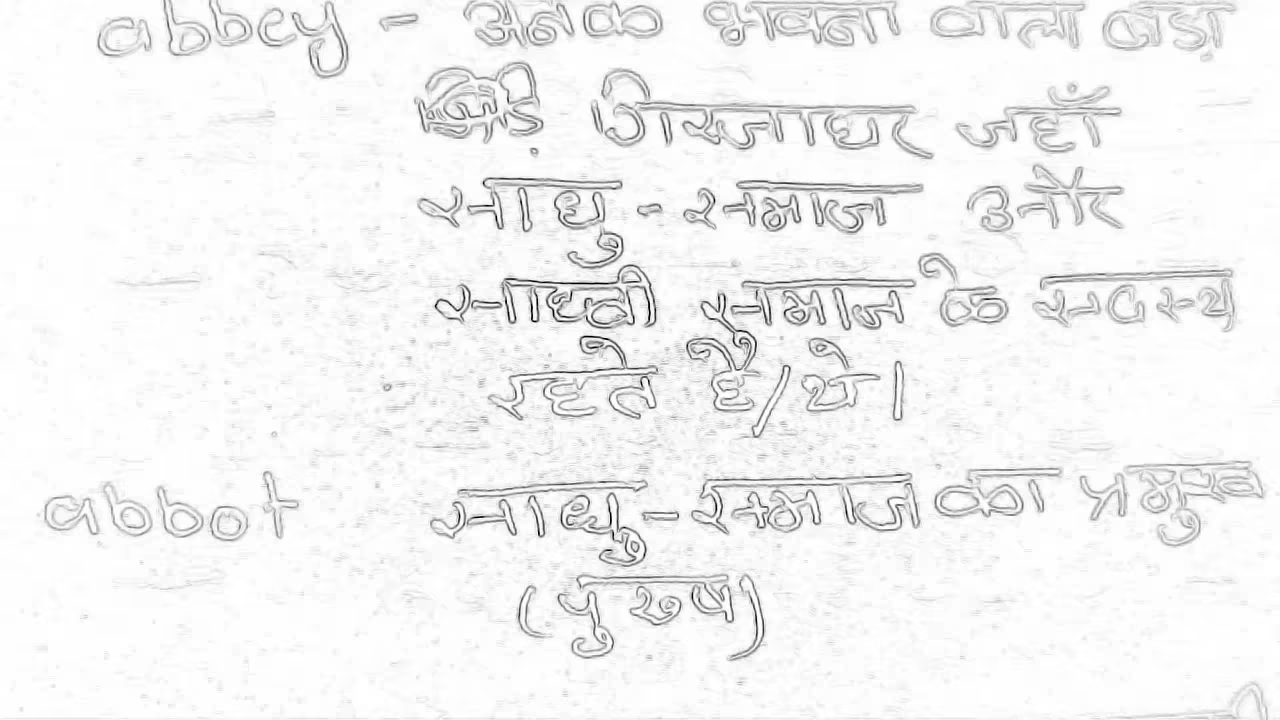 abbey - अनेक भवनों वाला बड़ा
गिरजाघर जहाँ
साधु - समाज और
साध्वी समाज के सदस्य
रहते हैं/थे।
abbot साधु - समाज का प्रमुख
(पुरुष)